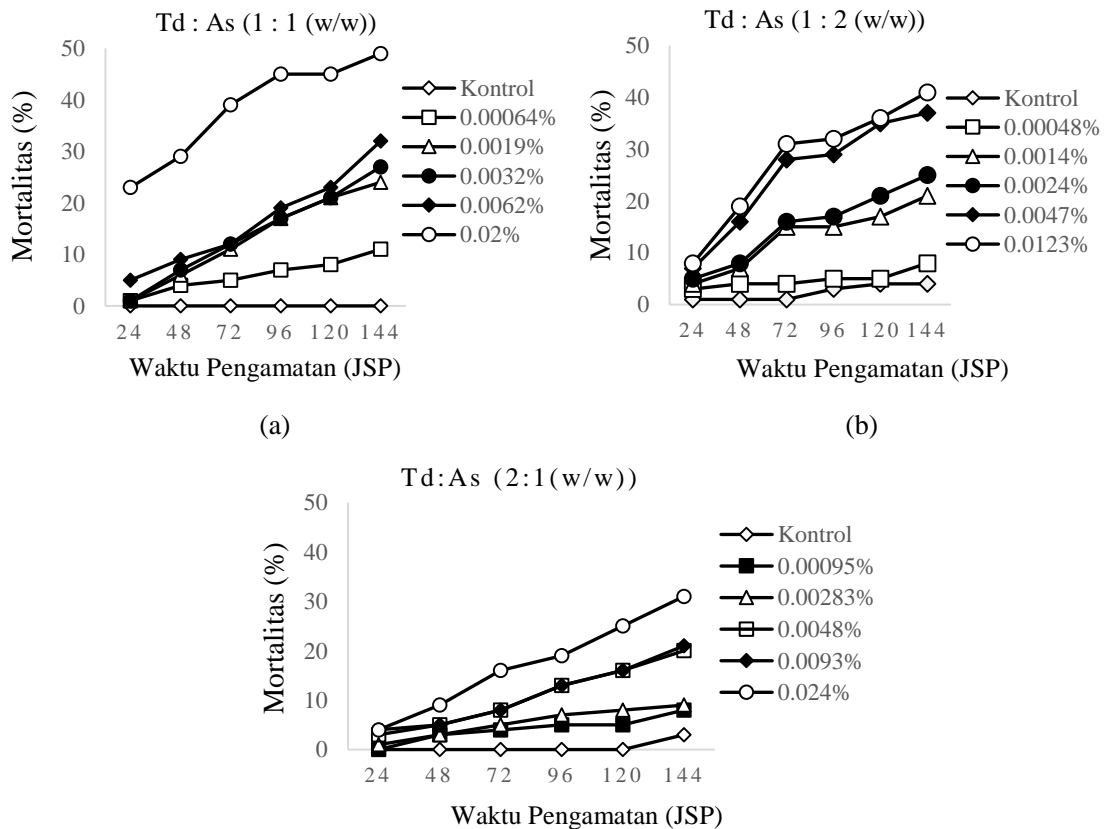 Td : As (1 : 1 (w/w))
Mortalitas (%)
50
40
30
20
10
0
24 48 72 96 120 144
Waktu Pengamatan (JSP)
Kontrol
0.00064%
0.0019%
0.0032%
0.0062%
0.02%
(a)
Td : As (1 : 2 (w/w))
Mortalitas (%)
50
40
30
20
10
0
24 48 72 96 120 144
Waktu Pengamatan (JSP)
Kontrol
0.00048%
0.0014%
0.0024%
0.0047%
0.0123%
(b)
Td:As (2:1(w/w))
Mortalitas (%)
50
40
30
20
10
0
24 48 72 96 120 144
Waktu Pengamatan (JSP)
Kontrol
0.00095%
0.00283%
0.0048%
0.0093%
0.024%